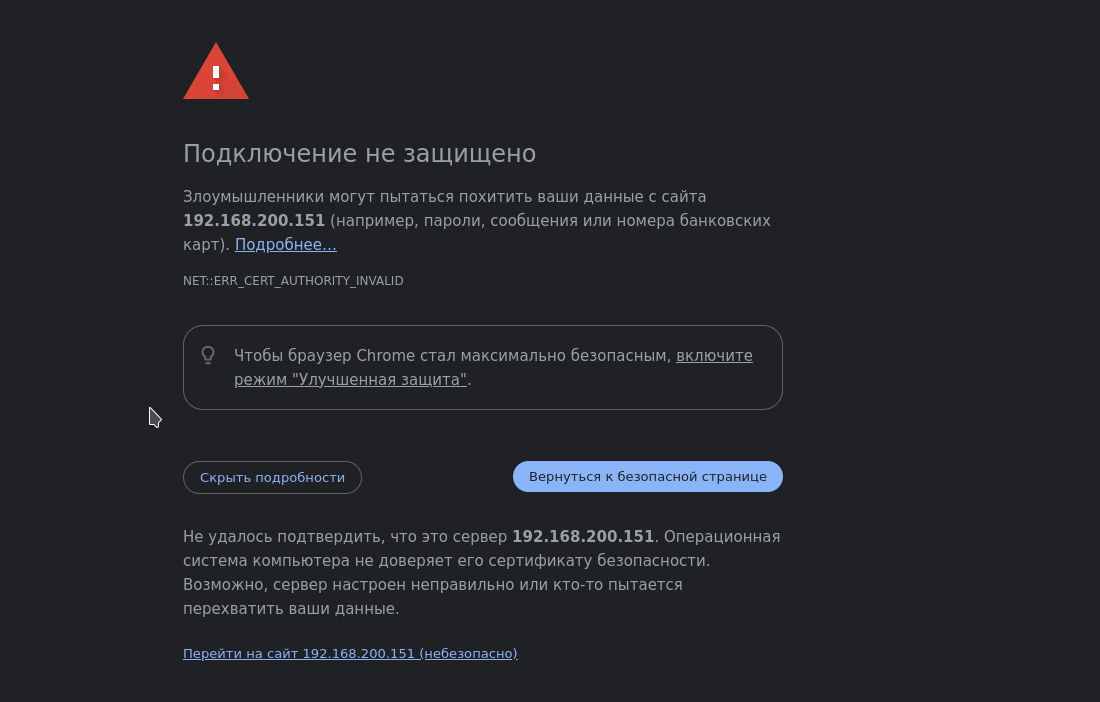 Подключение не защищено
Злоумышленники могут пытаться похитить ваши данные с сайта
192.168.200.151 (например, пароли, сообщения или номера банковских
карт). Подробнее…
NET::ERR_CERT_AUTHORITY_INVALID
Чтобы браузер Chrome стал максимально безопасным, включите
режим "Улучшенная защита".
Скрыть подробности
Вернуться к безопасной странице
Не удалось подтвердить, что это сервер 192.168.200.151. Операционная
система компьютера не доверяет его сертификату безопасности.
Возможно, сервер настроен неправильно или кто-то пытается
перехватить ваши данные.
Перейти на сайт 192.168.200.151 (небезопасно)